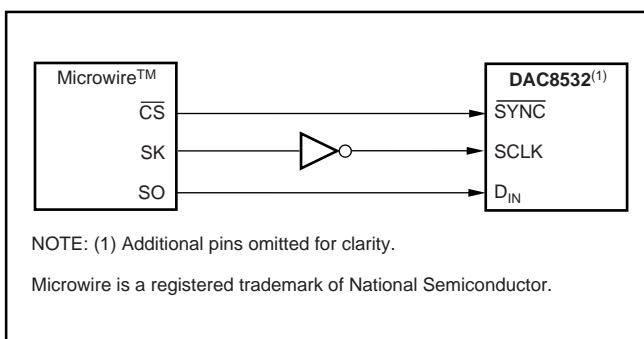 Microwire™
DAC8532(1)
CS
SYNC
SK
SCLK
SO
DIN
NOTE: (1) Additional pins omitted for clarity.
Microwire is a registered trademark of National Semiconductor.